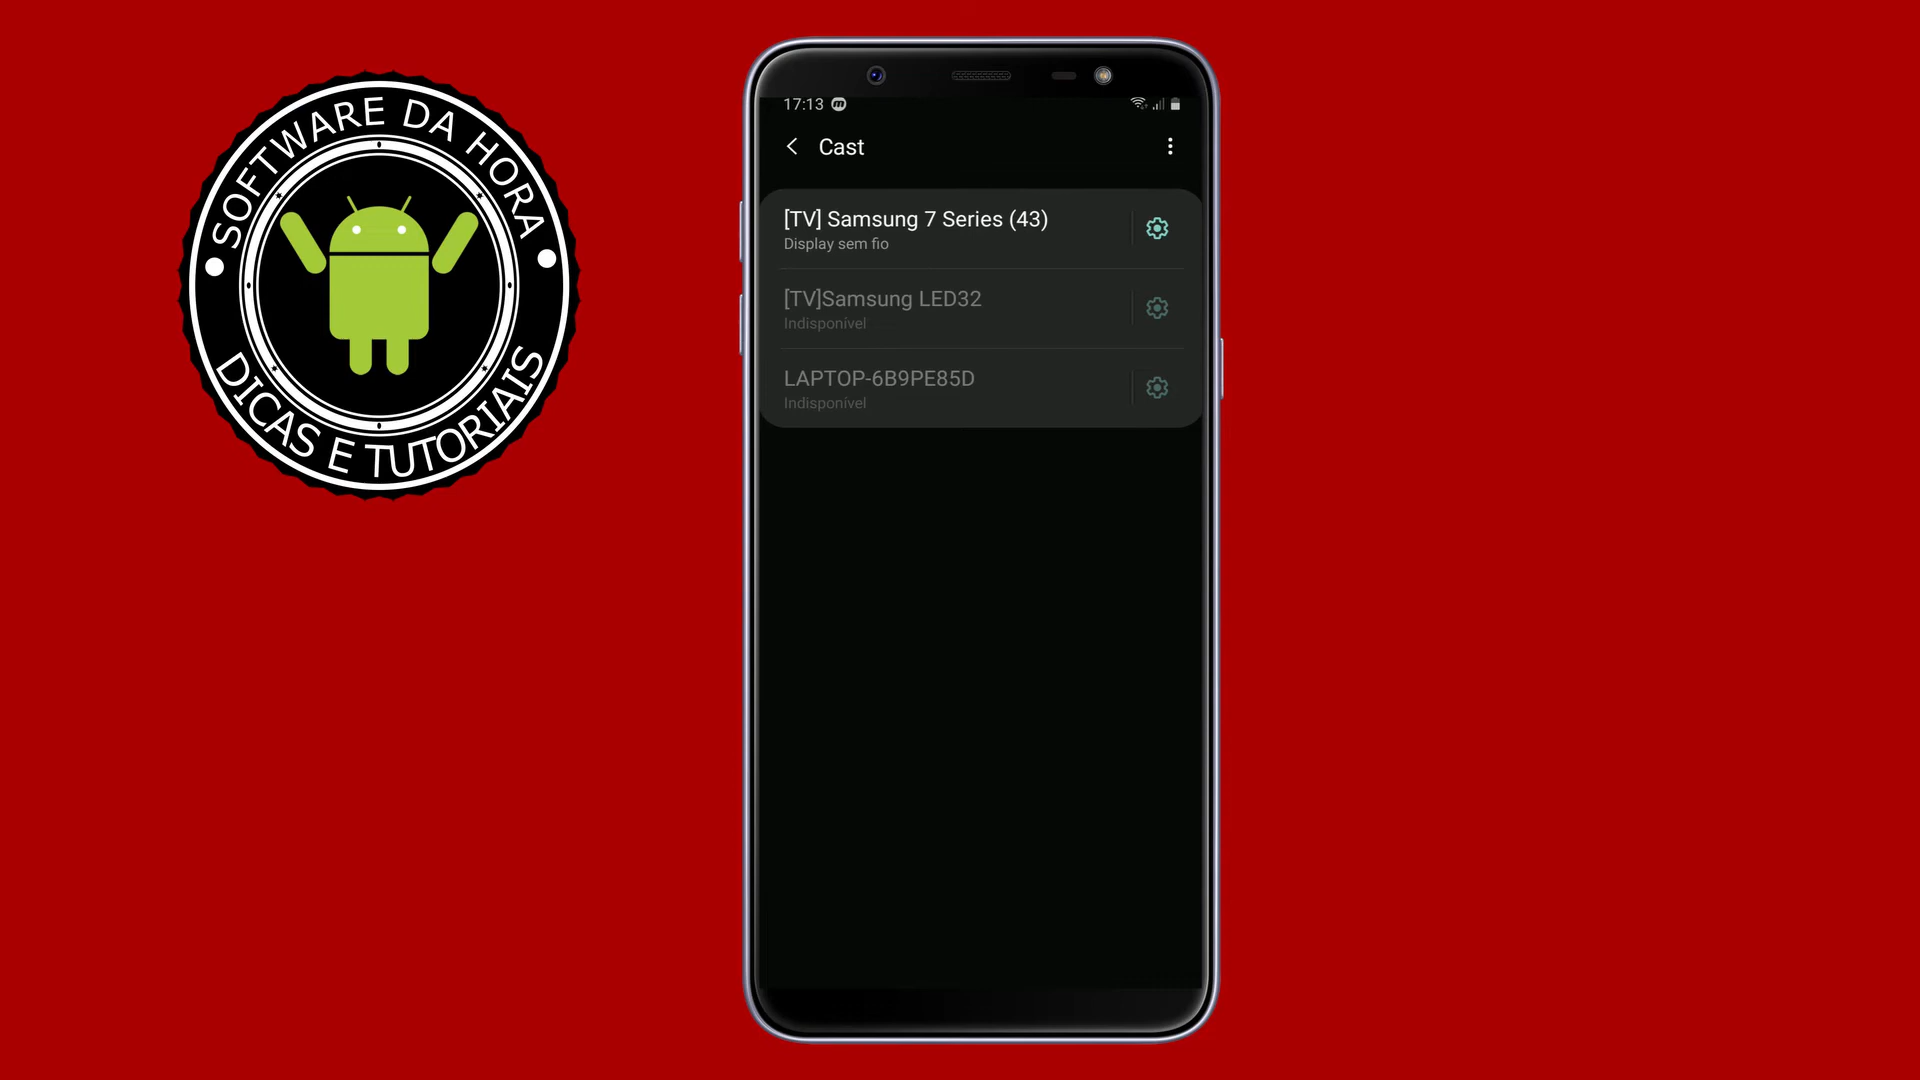 SOFTWARE DA HORA
DICAS E TUTORIAIS
17:13
Cast
[TV] Samsung 7 Series (43)
Display sem fio
[TV]Samsung LED32
Indisponível
LAPTOP-6B9PE85D
Indisponível